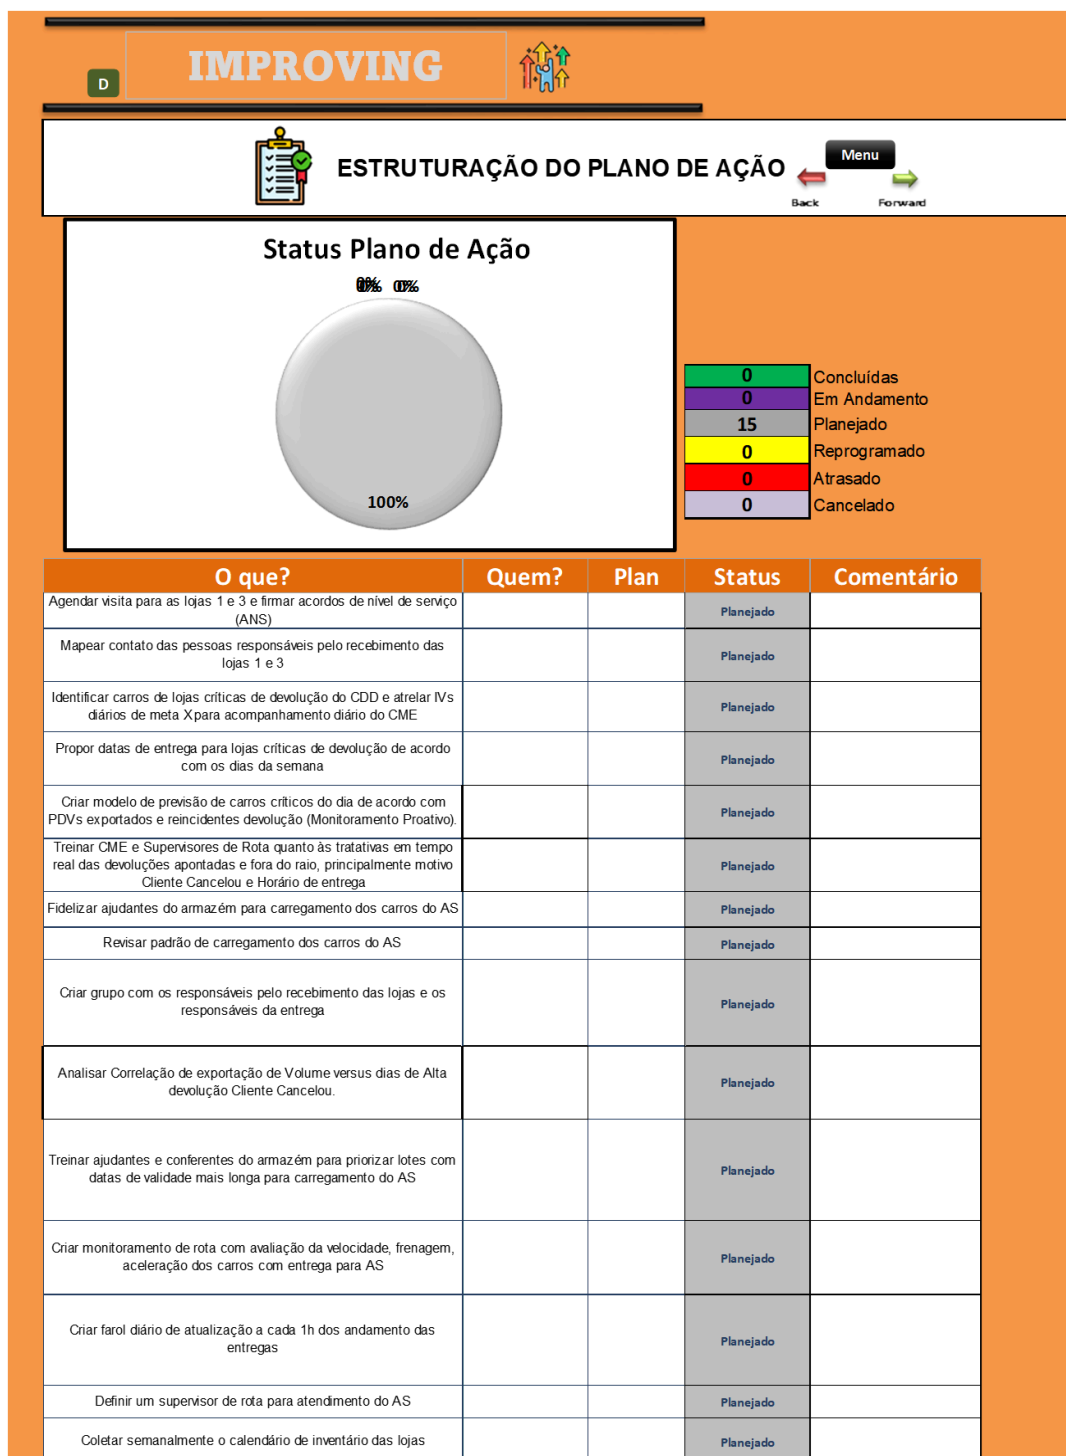 IMPROVING
D
ESTRUTURAÇÃO DO PLANO DE AÇÃO
Menu
Back
Forward
Status Plano de Ação
0%
0%
100%
0 Concluídas
0 Em Andamento
15 Planejado
0 Reprogramado
0 Atrasado
0 Cancelado
O que? Quem? Plan Status Comentário
Agendar visita para as lojas 1 e 3 e firmar acordos de nível de serviço
(ANS)
Planejado
Mapear contato das pessoas responsáveis pelo recebimento das
lojas 1 e 3
Planejado
Identificar carros de lojas críticas de devolução do CDD e atrelar IVs
diários de meta X para acompanhamento diário do CME
Planejado
Propor datas de entrega para lojas críticas de devolução de acordo
com os dias da semana
Planejado
Criar modelo de previsão de carros críticos do dia de acordo com
PDVs exportados e reincidentes devolução (Monitoramento Proativo).
Planejado
Treinar CME e Supervisores de Rota quanto às tratativas em tempo
real das devoluções apontadas e fora do raio, principalmente motivo
Cliente Cancelou e Horário de entrega
Planejado
Fidelizar ajudantes do armazém para carregamento dos carros do AS
Planejado
Revisar padrão de carregamento dos carros do AS
Planejado
Criar grupo com os responsáveis pelo recebimento das lojas e os
responsáveis da entrega
Planejado
Analisar Correlação de exportação de Volume versus dias de Alta
devolução Cliente Cancelou.
Planejado
Treinar ajudantes e conferentes do armazém para priorizar lotes com
datas de validade mais longa para carregamento do AS
Planejado
Criar monitoramento de rota com avaliação da velocidade, frenagem,
aceleração dos carros com entrega para AS
Planejado
Criar farol diário de atualização a cada 1h dos andamento das
entregas
Planejado
Definir um supervisor de rota para atendimento do AS
Planejado
Coletar semanalmente o calendário de inventário das lojas
Planejado